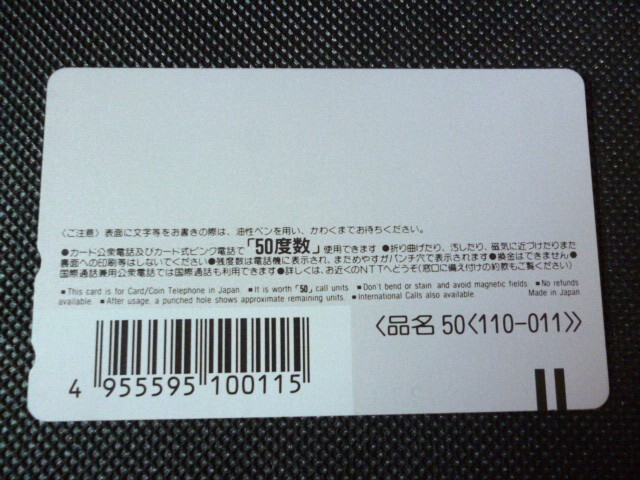 〈ご注意〉表面に文字等をお書きの際は、油性ペンを用い、かわくまでお待ちください。
●カード公衆電話及びカード式ピンク電話で「50度数」使用できます ●折り曲げたり、汚したり、磁気に近づけたりまた
裏面への印刷等はしないでください●残度数は電話機に表示され、まためやすがパンチ穴で表示されます●換金はできません●
国際通話兼用公衆電話では国際通話も利用できます●詳しくは、お近くのNTTへどうぞ(窓口に備え付けの約款もご覧ください)
■ This card is for Card/Coin Telephone in Japan. ■ It is worth「50」call units ■ Don't bend or stain and avoid magnetic fields. ■ No refunds
available. ■ After usage, a punched hole shows approximate remaining units. ■ International Calls also available. Made in Japan
〈品名 50〈110-011〉〉
4 955595 100115